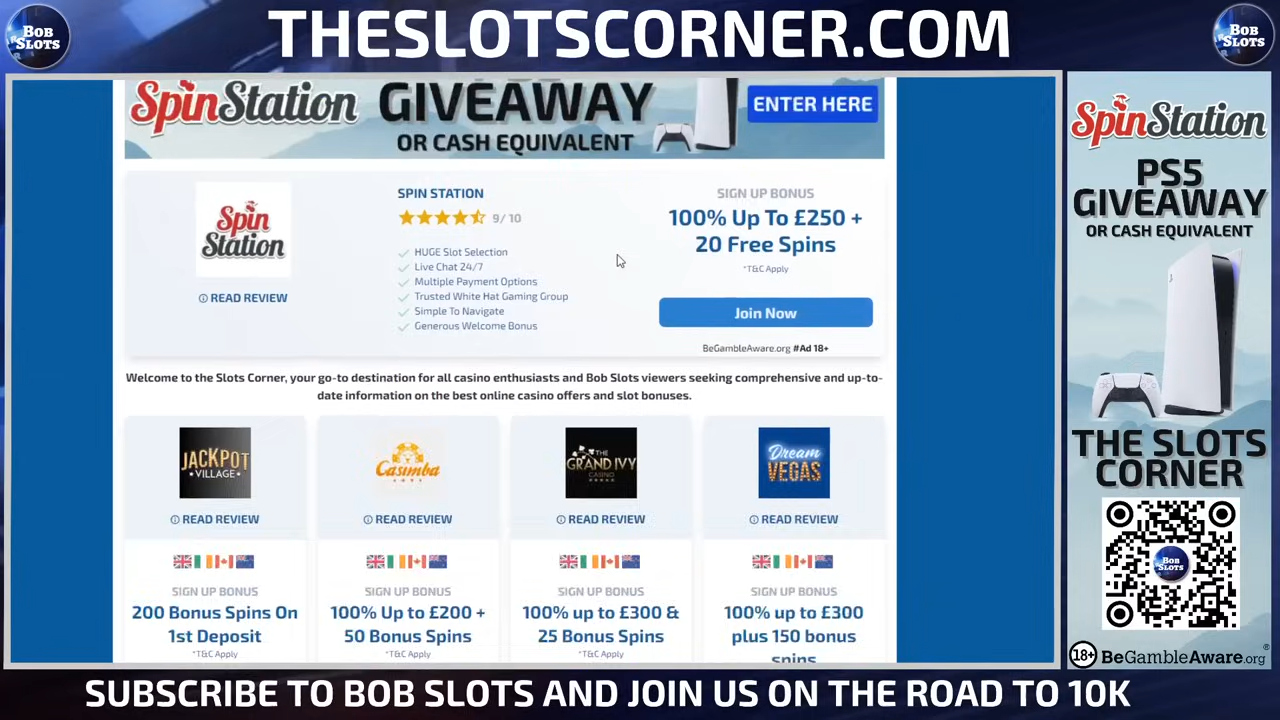 BOB
SLOTS
THESLOTSCORNER.COM
BOB
SLOTS
SpinStation
GIVEAWAY
OR CASH EQUIVALENT
ENTER HERE
Spin
Station
READ REVIEW
SPIN STATION
9/10
HUGE Slot Selection
Live Chat 24/7
Multiple Payment Options
Trusted White Hat Gaming Group
Simple To Navigate
Generous Welcome Bonus
SIGN UP BONUS
100% Up To £250 +
20 Free Spins
*T&C Apply
Join Now
BeGambleAware.org #Ad 18+
Welcome to the Slots Corner, your go-to destination for all casino enthusiasts and Bob Slots viewers seeking comprehensive and up-to-
date information on the best online casino offers and slot bonuses.
JACKPOT
VILLAGE
READ REVIEW
SIGN UP BONUS
200 Bonus Spins On
1st Deposit
*T&C Apply
Casimba
READ REVIEW
SIGN UP BONUS
100% Up to £200 +
50 Bonus Spins
*T&C Apply
THE
GRAND IVY
CASINO
READ REVIEW
SIGN UP BONUS
100% up to £300 &
25 Bonus Spins
*T&C Apply
Dream
VEGAS
READ REVIEW
SIGN UP BONUS
100% up to £300
plus 150 bonus
spins
SpinStation
PS5
GIVEAWAY
OR CASH EQUIVALENT
THE SLOTS
CORNER
BOB
SLOTS
18+ BeGambleAware.org®
SUBSCRIBE TO BOB SLOTS AND JOIN US ON THE ROAD TO 10K